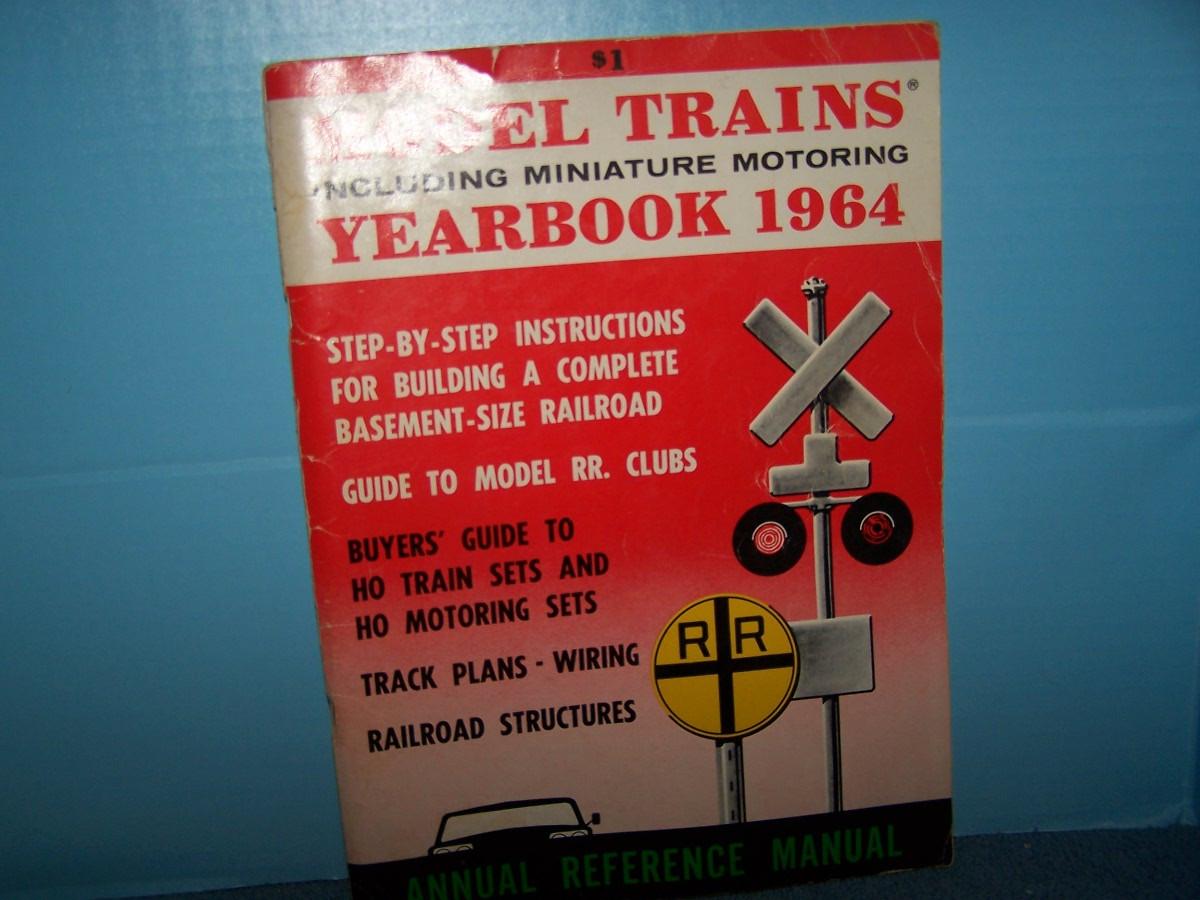 $1
MODEL TRAINS®
INCLUDING MINIATURE MOTORING
YEARBOOK 1964
STEP-BY-STEP INSTRUCTIONS
FOR BUILDING A COMPLETE
BASEMENT-SIZE RAILROAD
GUIDE TO MODEL RR. CLUBS
BUYERS' GUIDE TO
HO TRAIN SETS AND
HO MOTORING SETS
TRACK PLANS - WIRING
RAILROAD STRUCTURES
R R
ANNUAL REFERENCE MANUAL